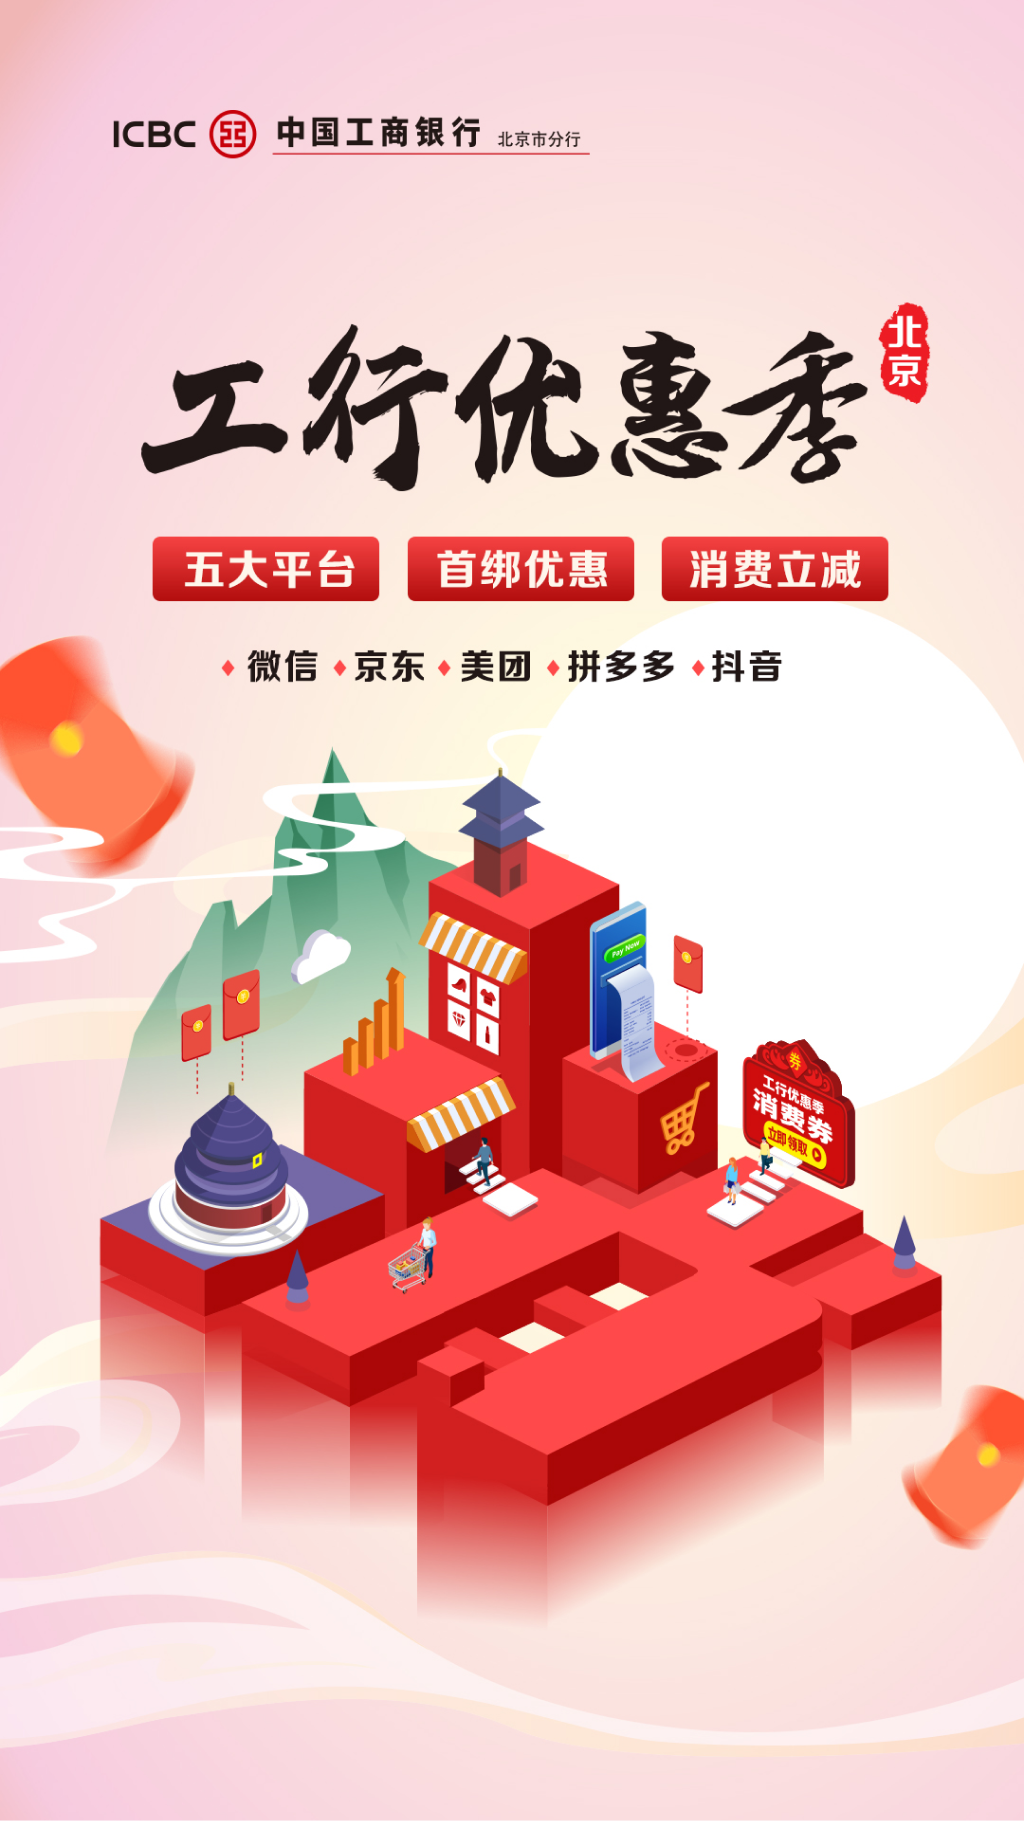 ICBC 中国工商银行 北京市分行
工行优惠季
北京
五大平台 首绑优惠 消费立减
微信 京东 美团 拼多多 抖音
Pay Now
券
工行优惠季
消费券
立即领取